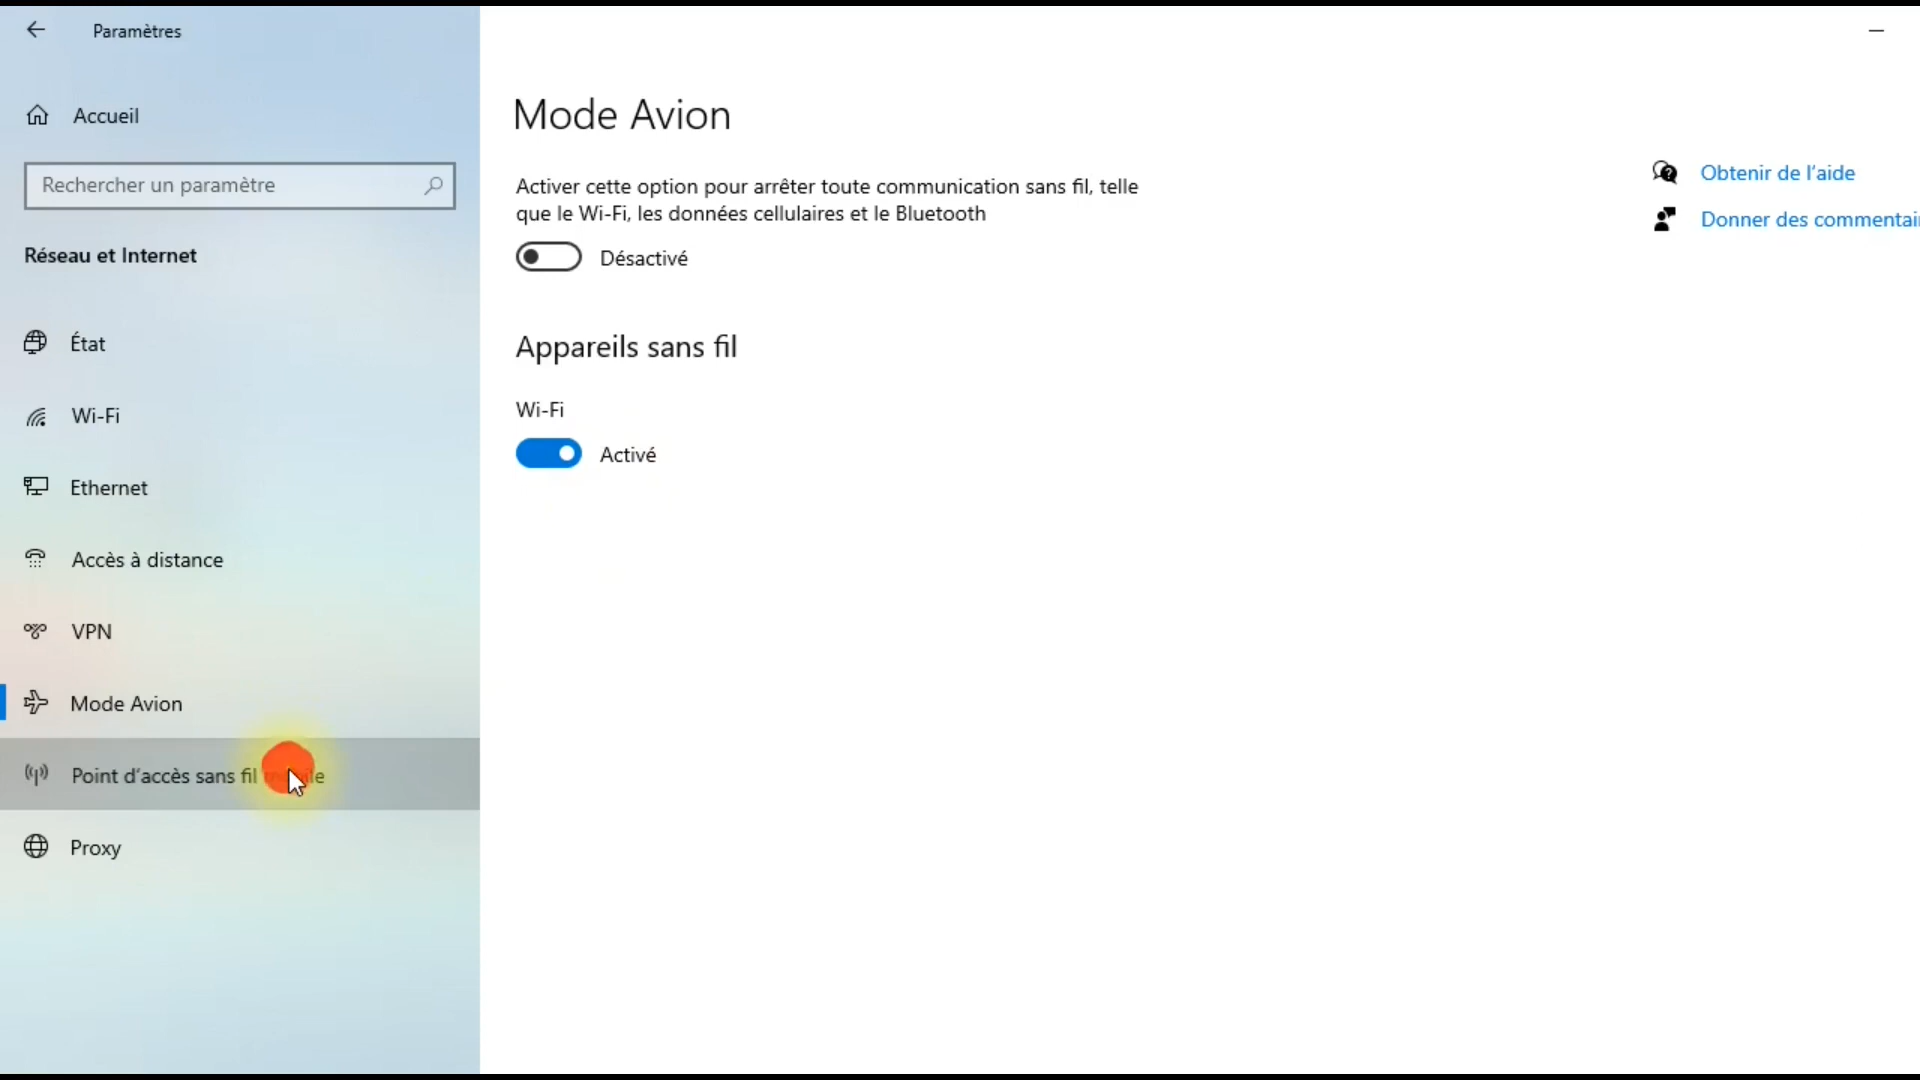 Paramètres
Accueil
Rechercher un paramètre
Réseau et Internet
État
Wi-Fi
Ethernet
Accès à distance
VPN
Mode Avion
Point d'accès sans fil
Proxy
Mode Avion
Activer cette option pour arrêter toute communication sans fil, telle
que le Wi-Fi, les données cellulaires et le Bluetooth
Désactivé
Appareils sans fil
Wi-Fi
Activé
Obtenir de l'aide
Donner des